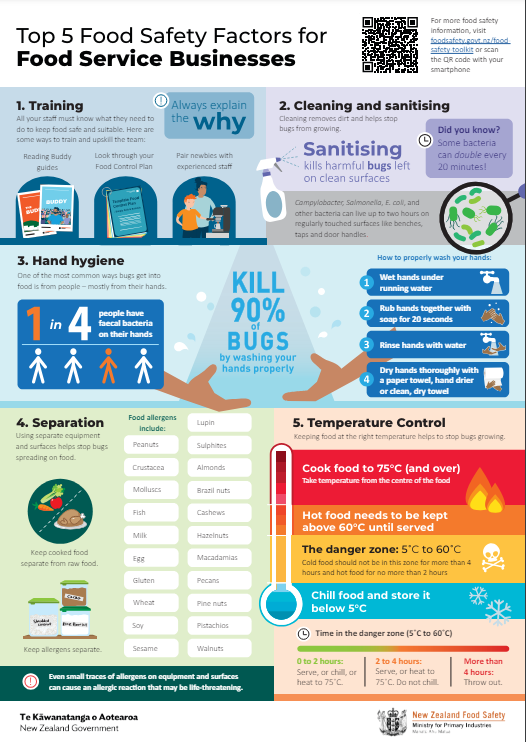 Top 5 Food Safety Factors for
Food Service Businesses
For more food safety
information, visit
foodsafety.govt.nz/food
safety toolkit or scan
the QR code with your
smartphone
1. Training
All your staff must know what they need to
do to keep food safe and suitable. Here are
some ways to train and upskill the team:
Always explain
the why
Reading Buddy
guides
Look through your
Food Control Plan
Pair newbies with
experienced staff
BUDDY
2. Cleaning and sanitising
Cleaning removes dirt and helps stop
bugs from growing.
Sanitising
kills harmful bugs left
on clean surfaces
Did you know?
Some bacteria
can double every
20 minutes!
Campylobacter, Salmonella, E. coli, and
other bacteria can live up to two hours on
regularly touched surfaces like benches,
taps and door handles.
3. Hand hygiene
One of the most common ways bugs get into
food is from people – mostly from their hands.
1 in 4
people have
faecal bacteria
on their hands
KILL
90%
of
BUGS
by washing your
hands properly
How to properly wash your hands:
1 Wet hands under
running water
2 Rub hands together with
soap for 20 seconds
3 Rinse hands with water
4 Dry hands thoroughly with
a paper towel, hand drier
or clean, dry towel
4. Separation
Using separate equipment
and surfaces helps stop bugs
spreading on food.
Keep cooked food
separate from raw food.
Keep allergens separate.
Food allergens
include:
Peanuts
Crustacea
Molluscs
Fish
Milk
Egg
Gluten
Wheat
Soy
Sesame
Lupin
Sulphites
Almonds
Brazil nuts
Cashews
Hazelnuts
Macadamias
Pecans
Pine nuts
Pistachios
Walnuts
Even small traces of allergens on equipment and surfaces
can cause an allergic reaction that may be life-threatening.
5. Temperature Control
Keeping food at the right temperature helps to stop bugs growing.
Cook food to 75°C (and over)
Take temperature from the centre of the food
Hot food needs to be kept
above 60°C until served
The danger zone: 5°C to 60°C
Cold food should not be in this zone for more than 4
hours and hot food for no more than 2 hours
Chill food and store it
below 5°C
Time in the danger zone (5°C to 60°C)
0 to 2 hours:
Serve, or chill, or
heat to 75°C.
2 to 4 hours:
Serve, or heat to
75°C. Do not chill.
More than
4 hours:
Throw out.
Te Kāwanatanga o Aotearoa
New Zealand Government
New Zealand Food Safety
Ministry for Primary Industries